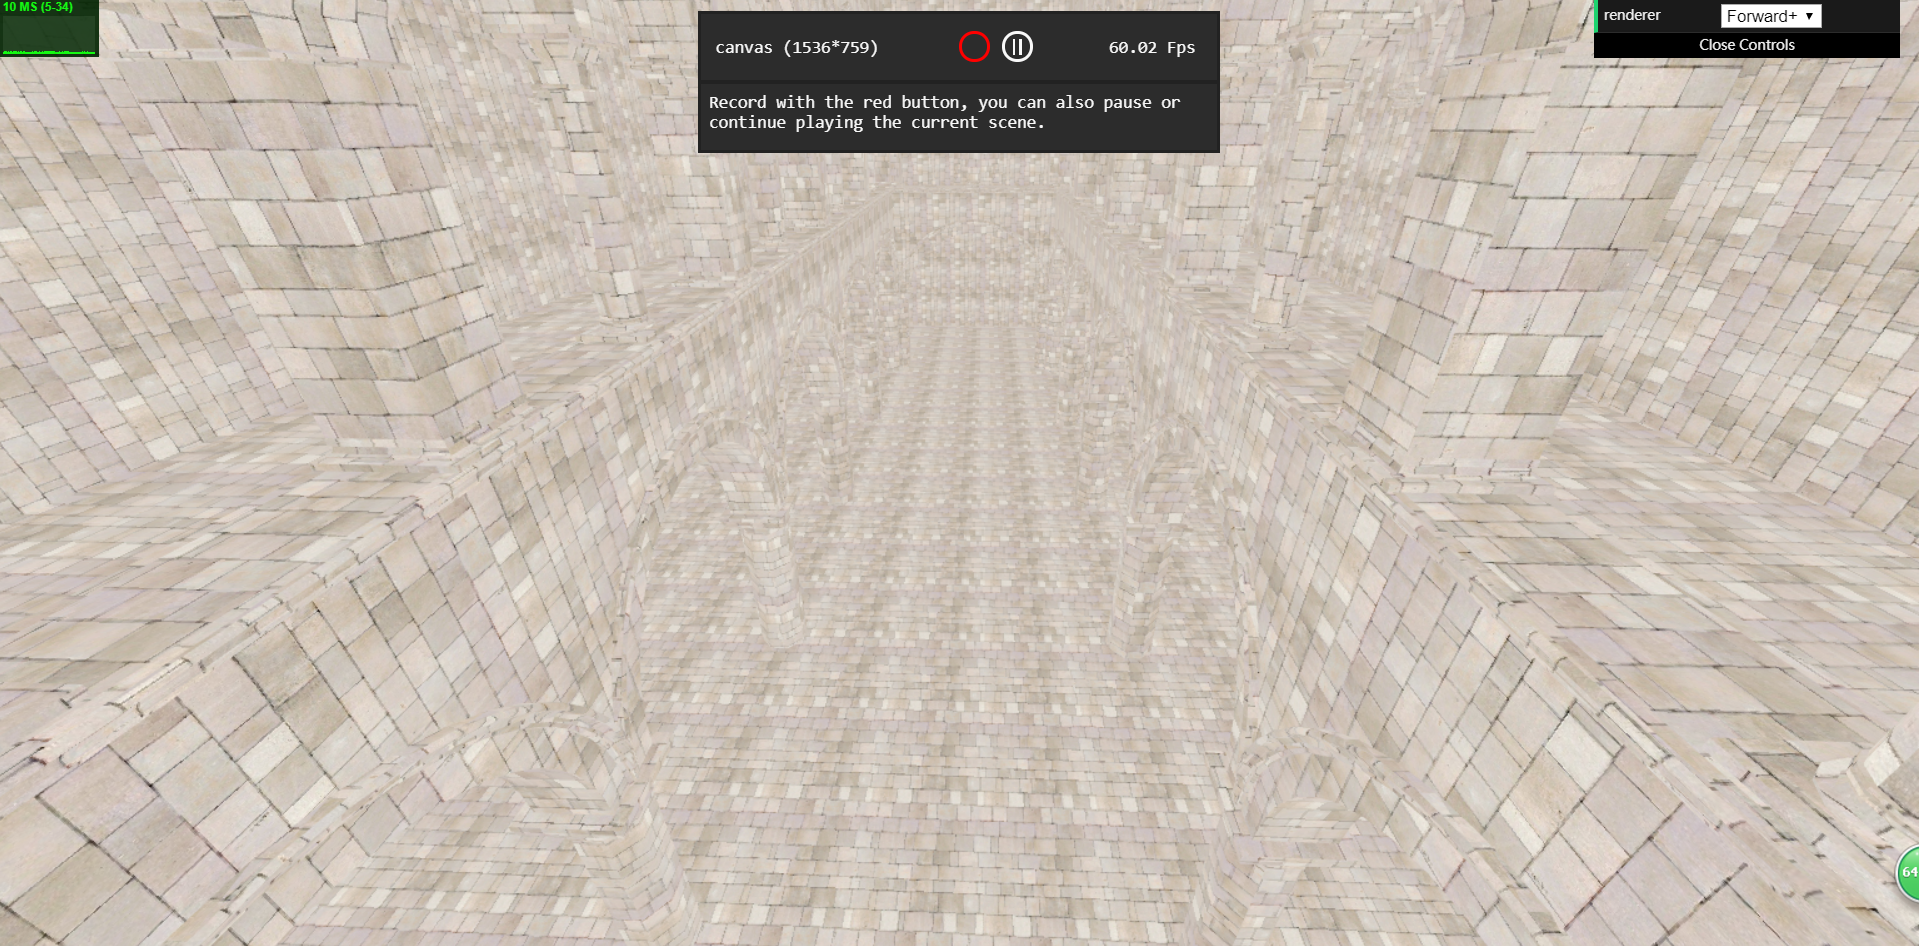 10 MS (5-34)
canvas (1536*759)
60.02 Fps
Record with the red button, you can also pause or
continue playing the current scene.
renderer
Forward+
Close Controls
64